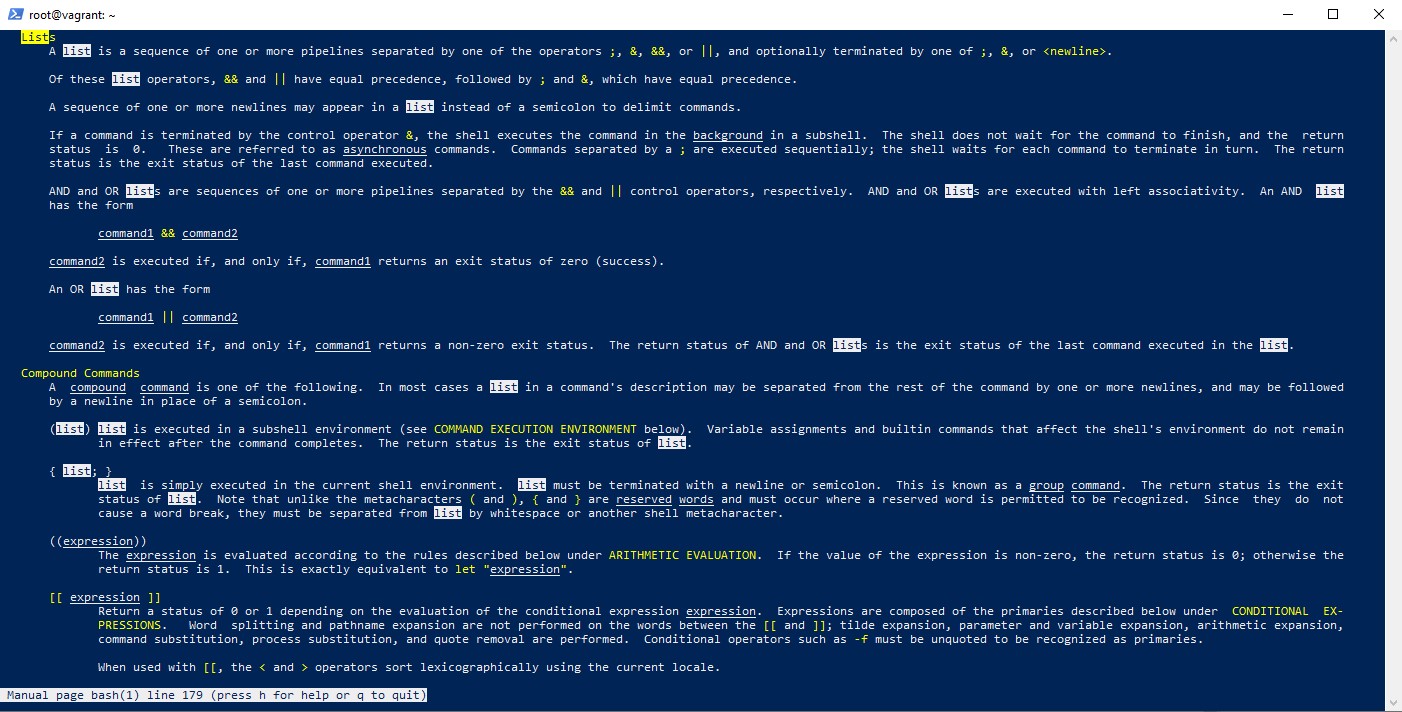 root@vagrant: ~
Lists
A list is a sequence of one or more pipelines separated by one of the operators ;, &, &&, or ||, and optionally terminated by one of ;, &, or <newline>.
Of these list operators, && and || have equal precedence, followed by ; and &, which have equal precedence.
A sequence of one or more newlines may appear in a list instead of a semicolon to delimit commands.
If a command is terminated by the control operator &, the shell executes the command in the background in a subshell.  The shell does not wait for the command to finish, and the  return
status  is  0.   These are referred to as asynchronous commands.  Commands separated by a ; are executed sequentially; the shell waits for each command to terminate in turn.  The return
status is the exit status of the last command executed.
AND and OR lists are sequences of one or more pipelines separated by the && and || control operators, respectively.  AND and OR lists are executed with left associativity.  An AND  list
has the form
command1 && command2
command2 is executed if, and only if, command1 returns an exit status of zero (success).
An OR list has the form
command1 || command2
command2 is executed if, and only if, command1 returns a non-zero exit status.  The return status of AND and OR lists is the exit status of the last command executed in the list.
Compound Commands
A  compound  command is one of the following.  In most cases a list in a command's description may be separated from the rest of the command by one or more newlines, and may be followed
by a newline in place of a semicolon.
(list) list is executed in a subshell environment (see COMMAND EXECUTION ENVIRONMENT below).  Variable assignments and builtin commands that affect the shell's environment do not remain
in effect after the command completes.  The return status is the exit status of list.
{ list; }
list  is simply executed in the current shell environment.  list must be terminated with a newline or semicolon.  This is known as a group command.  The return status is the exit
status of list.  Note that unlike the metacharacters ( and ), { and } are reserved words and must occur where a reserved word is permitted to be recognized.  Since  they  do  not
cause a word break, they must be separated from list by whitespace or another shell metacharacter.
((expression))
The expression is evaluated according to the rules described below under ARITHMETIC EVALUATION.  If the value of the expression is non-zero, the return status is 0; otherwise the
return status is 1.  This is exactly equivalent to let "expression".
[[ expression ]]
Return a status of 0 or 1 depending on the evaluation of the conditional expression expression.  Expressions are composed of the primaries described below under  CONDITIONAL  EX-
PRESSIONS.   Word  splitting and pathname expansion are not performed on the words between the [[ and ]]; tilde expansion, parameter and variable expansion, arithmetic expansion,
command substitution, process substitution, and quote removal are performed.  Conditional operators such as -f must be unquoted to be recognized as primaries.
When used with [[, the < and > operators sort lexicographically using the current locale.
Manual page bash(1) line 179 (press h for help or q to quit)